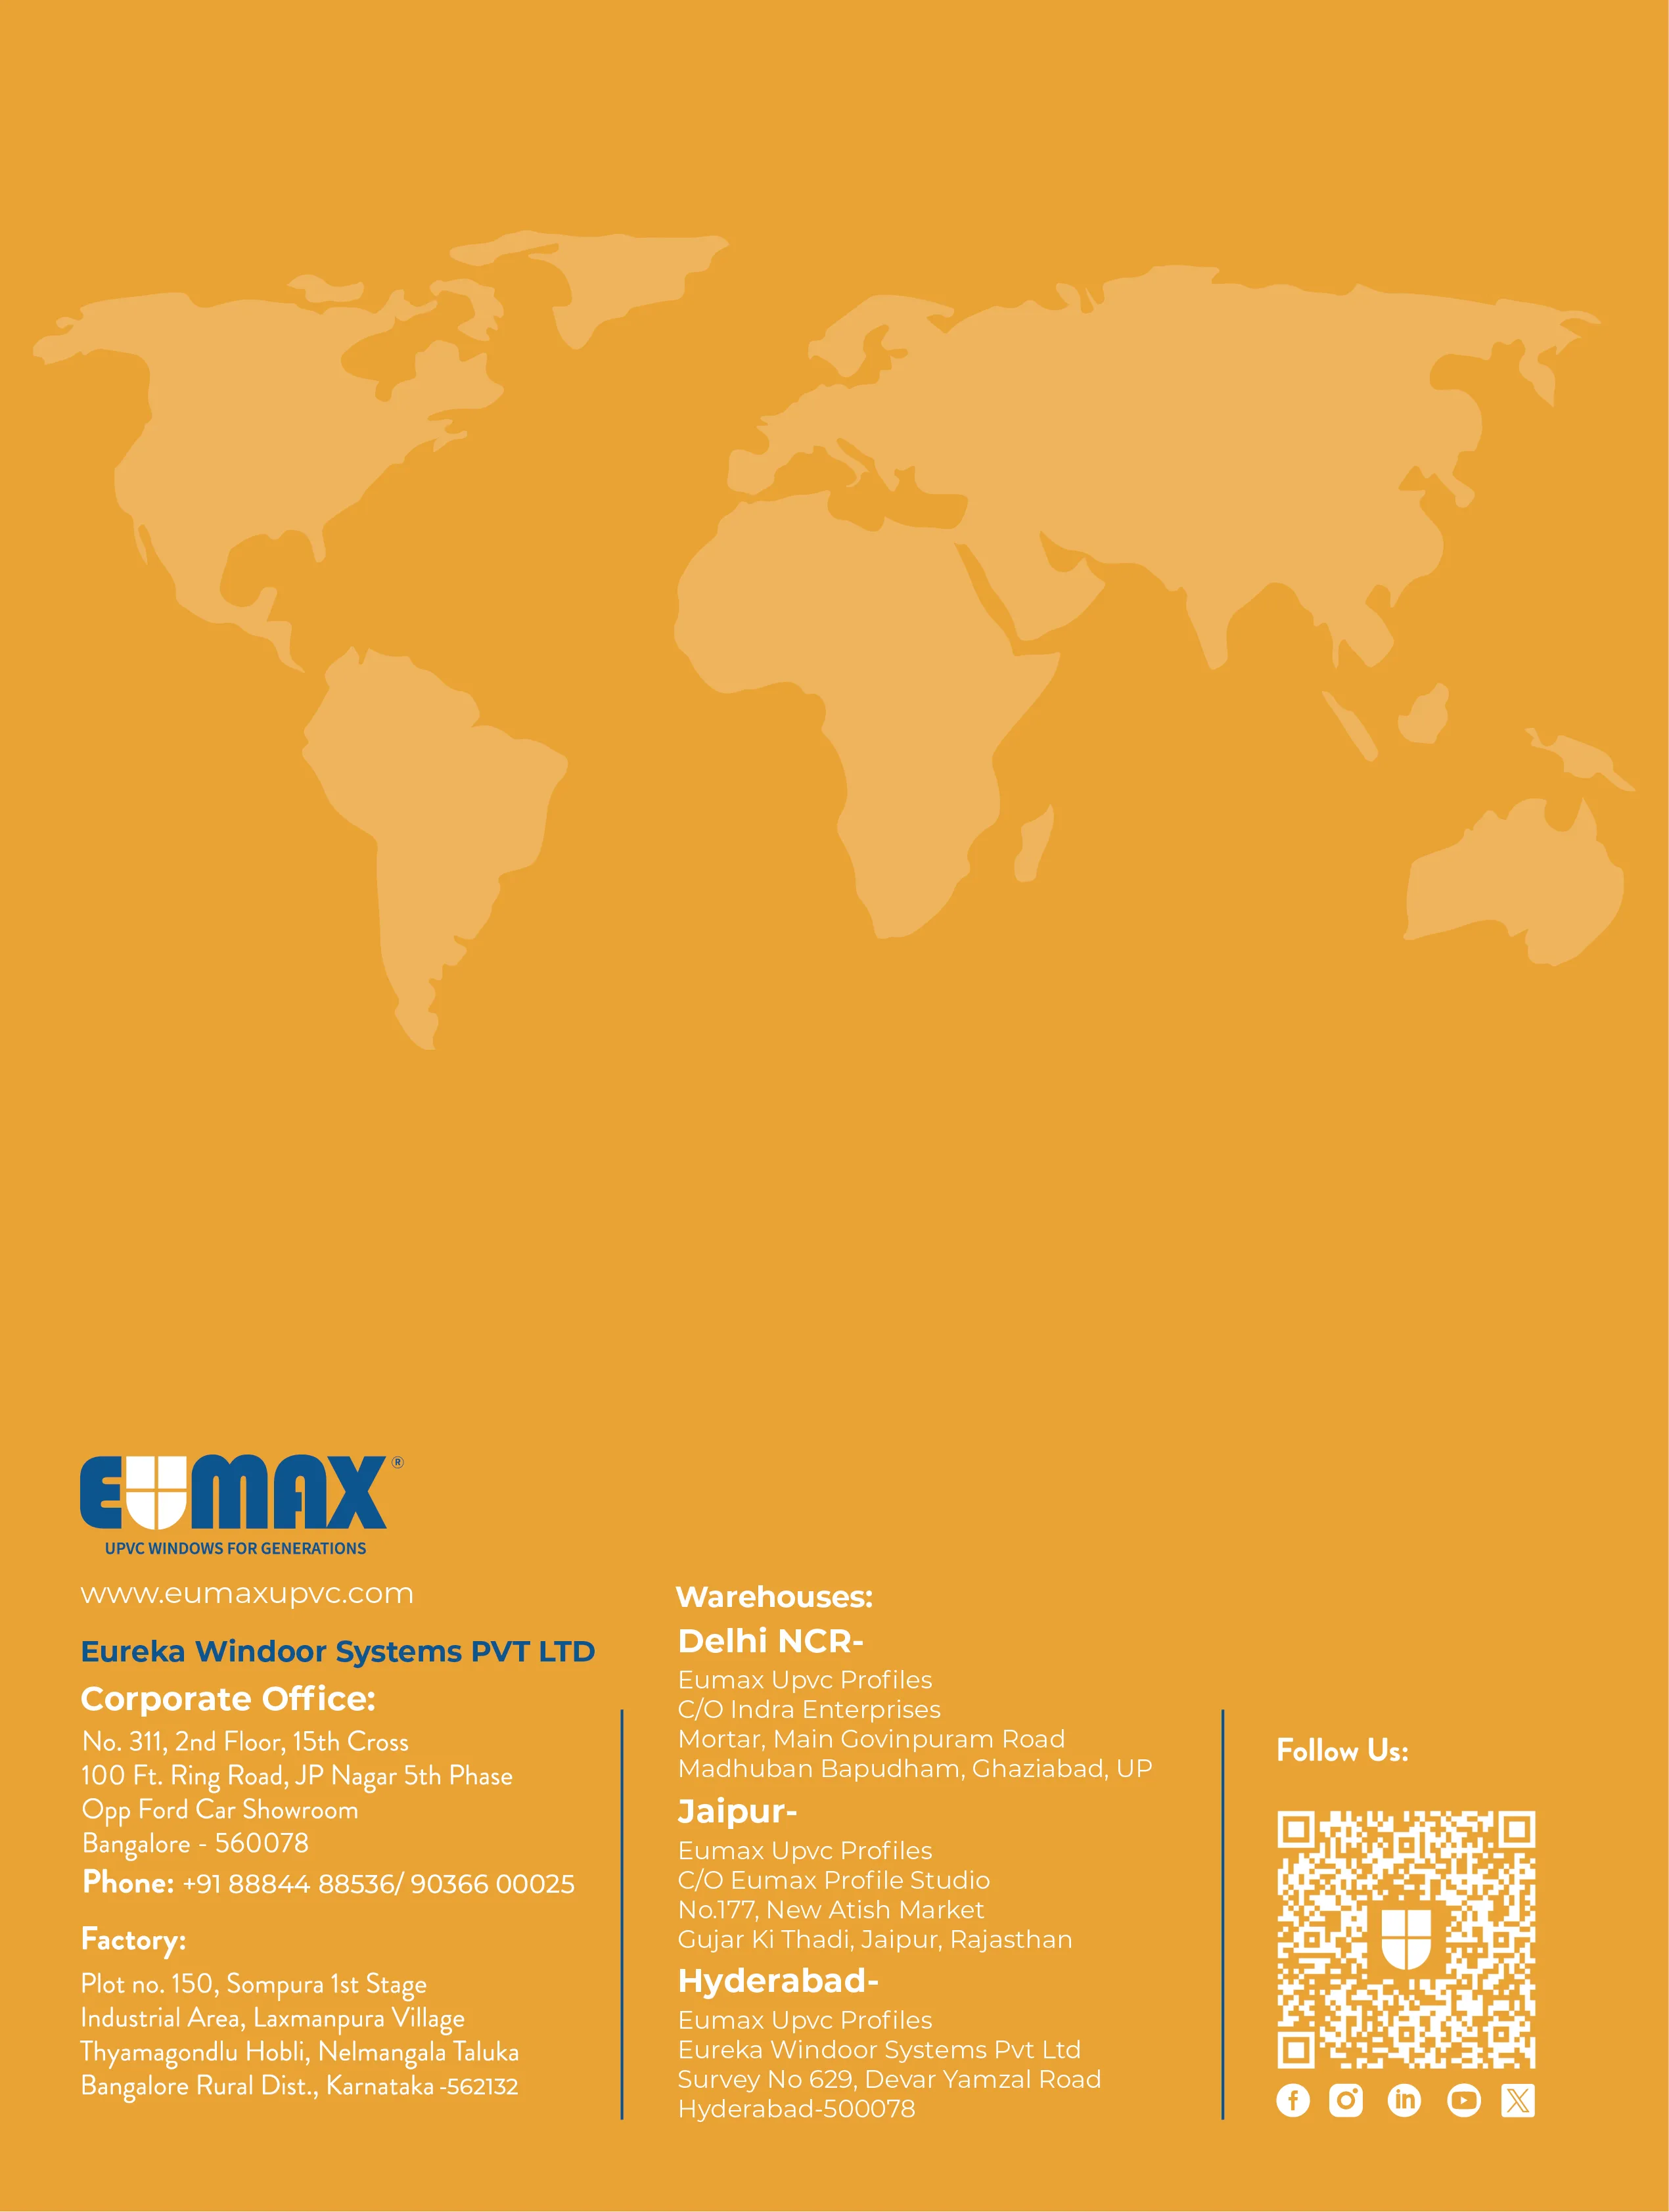 EUMAX®
UPVC WINDOWS FOR GENERATIONS
www.eumaxupvc.com
Eureka Windoor Systems PVT LTD
Corporate Office:
No. 311, 2nd Floor, 15th Cross
100 Ft. Ring Road, JP Nagar 5th Phase
Opp Ford Car Showroom
Bangalore - 560078
Phone: +91 88844 88536/ 90366 00025
Factory:
Plot no. 150, Sompura 1st Stage
Industrial Area, Laxmanpura Village
Thyamagondlu Hobli, Nelmangala Taluka
Bangalore Rural Dist., Karnataka -562132
Warehouses:
Delhi NCR-
Eumax Upvc Profiles
C/O Indra Enterprises
Mortar, Main Govinpuram Road
Madhuban Bapudham, Ghaziabad, UP
Jaipur-
Eumax Upvc Profiles
C/O Eumax Profile Studio
No.177, New Atish Market
Gujar Ki Thadi, Jaipur, Rajasthan
Hyderabad-
Eumax Upvc Profiles
Eureka Windoor Systems Pvt Ltd
Survey No 629, Devar Yamzal Road
Hyderabad-500078
Follow Us: